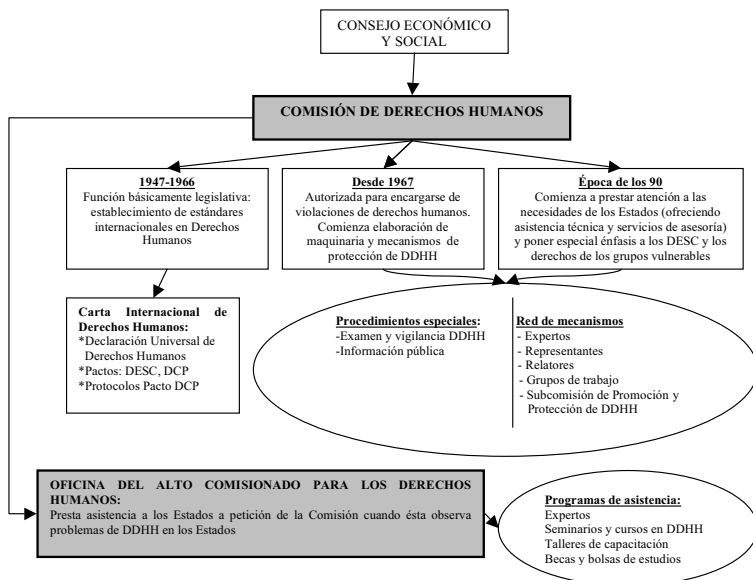 CONSEJO ECONÓMICO
Y SOCIAL
COMISIÓN DE DERECHOS HUMANOS
1947-1966
Función básicamente legislativa:
establecimiento de estándares
internacionales en Derechos
Humanos
Desde 1967
Autorizada para encargarse de
violaciones de derechos humanos.
Comienza elaboración de
maquinaria y mecanismos de
protección de DDHH
Época de los 90
Comienza a prestar atención a las
necesidades de los Estados (ofreciendo
asistencia técnica y servicios de asesoría)
y poner especial énfasis a los DESC y los
derechos de los grupos vulnerables
Carta Internacional de
Derechos Humanos:
*Declaración Universal de
Derechos Humanos
*Pactos: DESC, DCP
*Protocolos Pacto DCP
Procedimientos especiales:
-Examen y vigilancia DDHH
-Información pública
Red de mecanismos
- Expertos
- Representantes
- Relatores
- Grupos de trabajo
- Subcomisión de Promoción y
Protección de DDHH
OFICINA DEL ALTO COMISIONADO PARA LOS DERECHOS
HUMANOS:
Presta asistencia a los Estados a petición de la Comisión cuando ésta observa
problemas de DDHH en los Estados
Programas de asistencia:
Expertos
Seminarios y cursos en DDHH
Talleres de capacitación
Becas y bolsas de estudios